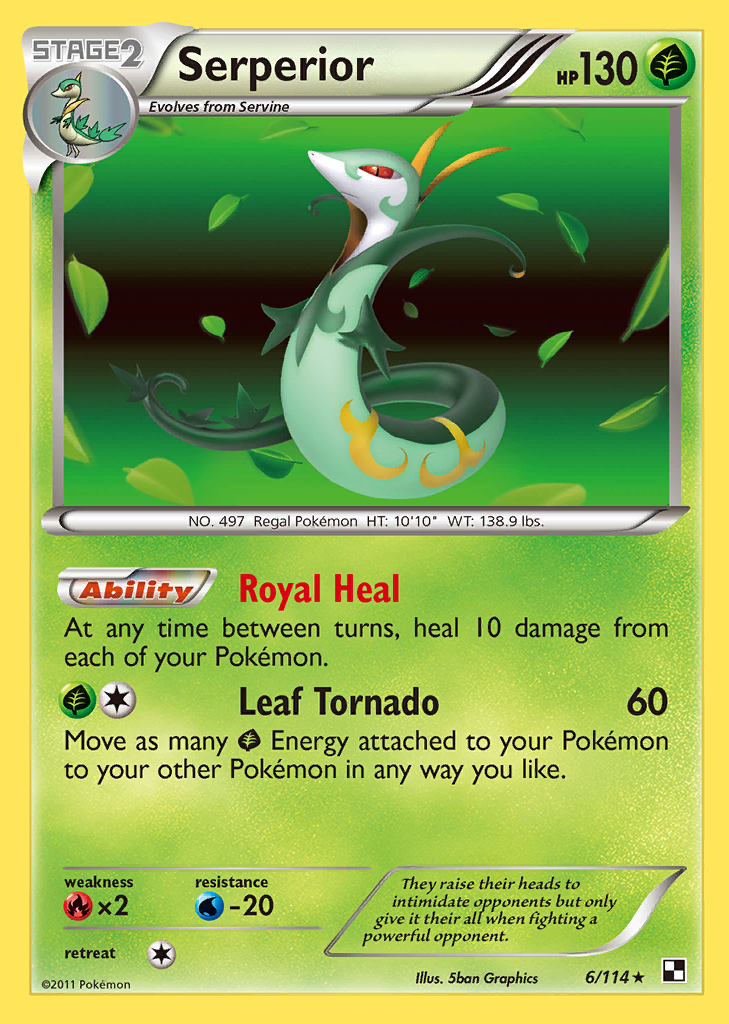 STAGE2
Serperior
HP130
Evolves from Servine
NO. 497 Regal Pokémon HT: 10'10" WT: 138.9 lbs.
Ability Royal Heal
At any time between turns, heal 10 damage from
each of your Pokémon.
Leaf Tornado 60
Move as many Energy attached to your Pokémon
to your other Pokémon in any way you like.
weakness resistance
×2 -20
retreat
They raise their heads to
intimidate opponents but only
give it their all when fighting a
powerful opponent.
©2011 Pokémon
Illus. 5ban Graphics 6/114 ★